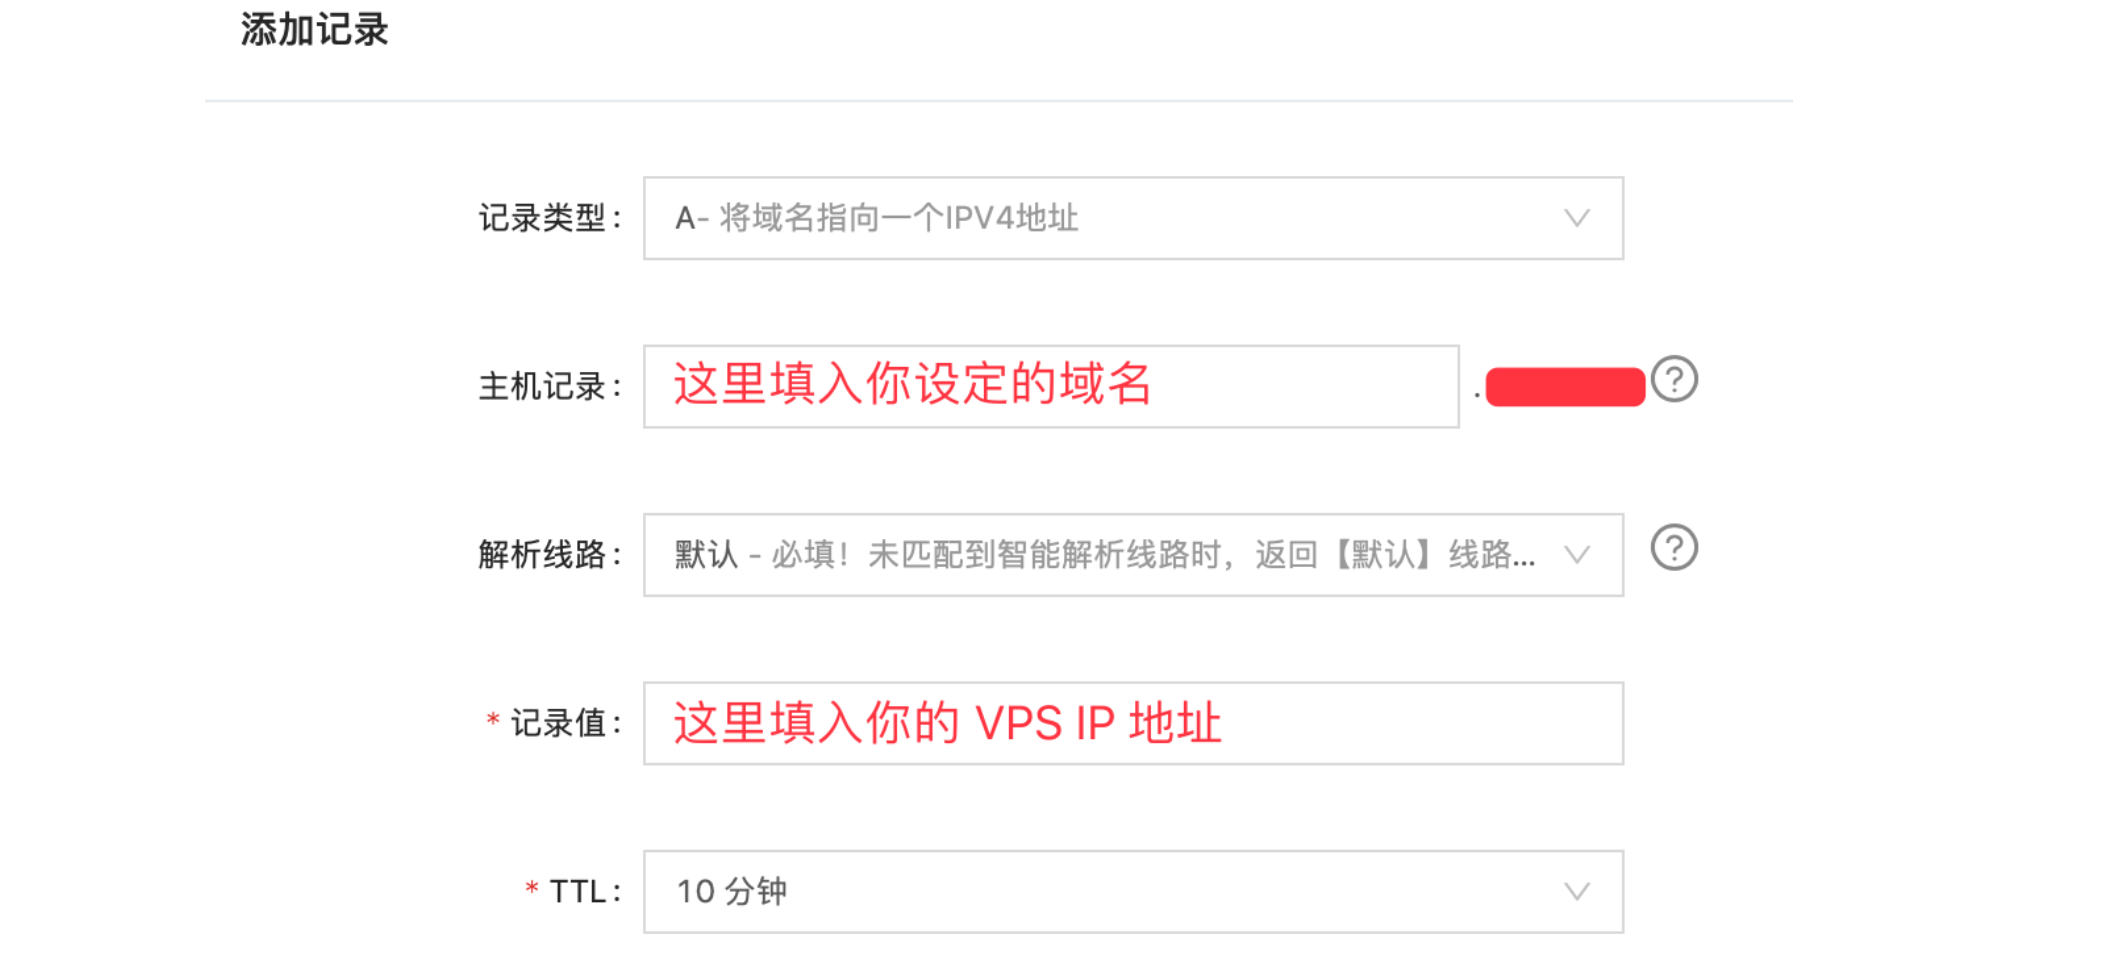 添加记录
记录类型: A- 将域名指向一个IPV4地址
主机记录: 这里填入你设定的域名 .
解析线路: 默认 - 必填！未匹配到智能解析线路时，返回【默认】线路...
* 记录值: 这里填入你的 VPS IP 地址
* TTL: 10 分钟